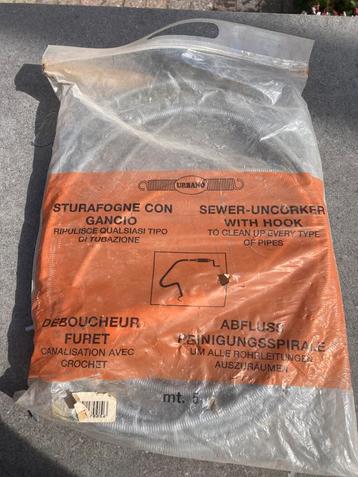 URBANO
STURAFOGNE CON
GANCIO
RIPULISCE QUALSIASI TIPO
DI TUBAZIONE
SEWER-UNCORKER
WITH HOOK
TO CLEAN UP EVERY TYPE
OF PIPES
DEBOUCHEUR
FURET
CANALISATION AVEC
CROCHET
ABFLUSS
REINIGUNGSSPIRALE
UM ALLE ROHRLEITUNGEN
AUSZURÄUMEN
mt. 5